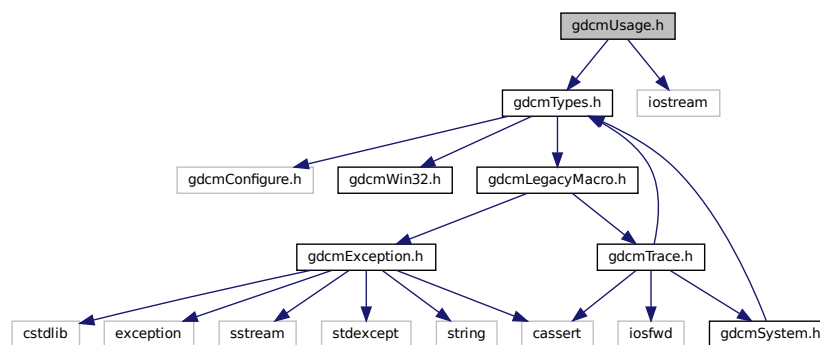 gdcmUsage.h
gdcmTypes.h
iostream
gdcmConfigure.h
gdcmWin32.h
gdcmLegacyMacro.h
gdcmException.h
gdcmTrace.h
cstdlib
exception
sstream
stdexcept
string
cassert
iosfwd
gdcmSystem.h